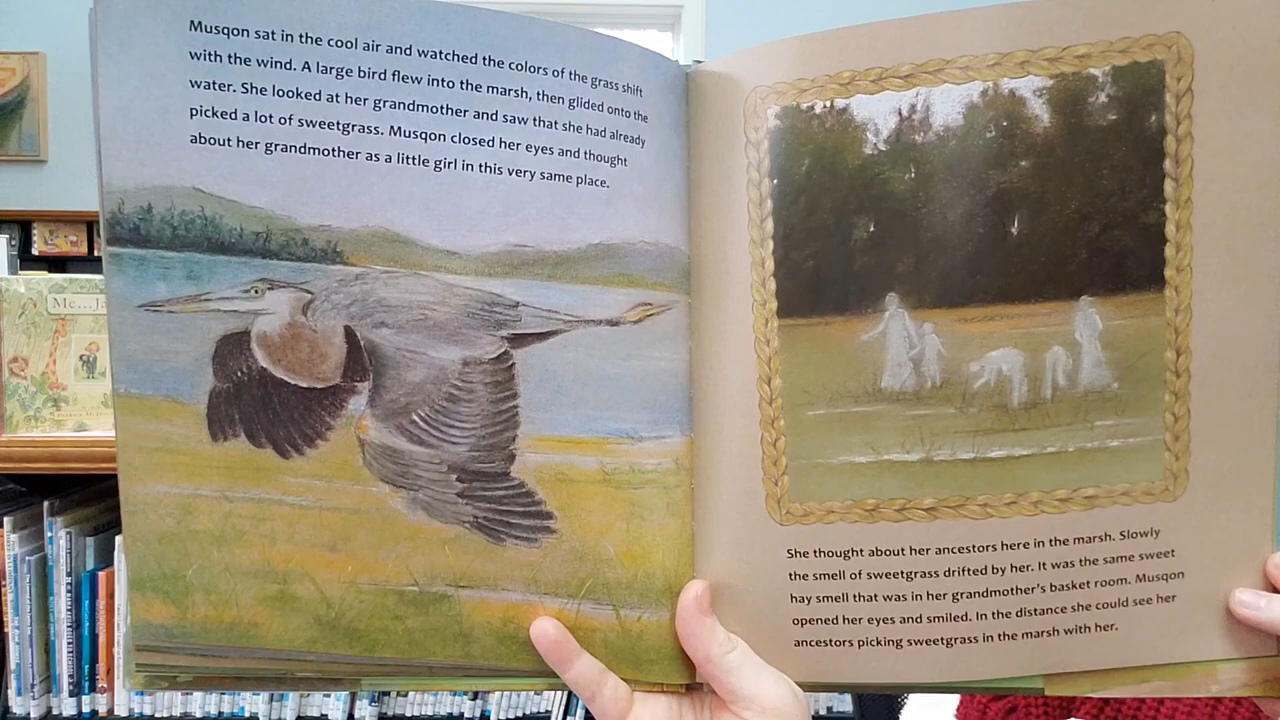 Musqon sat in the cool air and watched the colors of the grass shift
with the wind. A large bird flew into the marsh, then glided onto the
water. She looked at her grandmother and saw that she had already
picked a lot of sweetgrass. Musqon closed her eyes and thought
about her grandmother as a little girl in this very same place.
She thought about her ancestors here in the marsh. Slowly
the smell of sweetgrass drifted by her. It was the same sweet
hay smell that was in her grandmother's basket room. Musqon
opened her eyes and smiled. In the distance she could see her
ancestors picking sweetgrass in the marsh with her.
Me...Ja